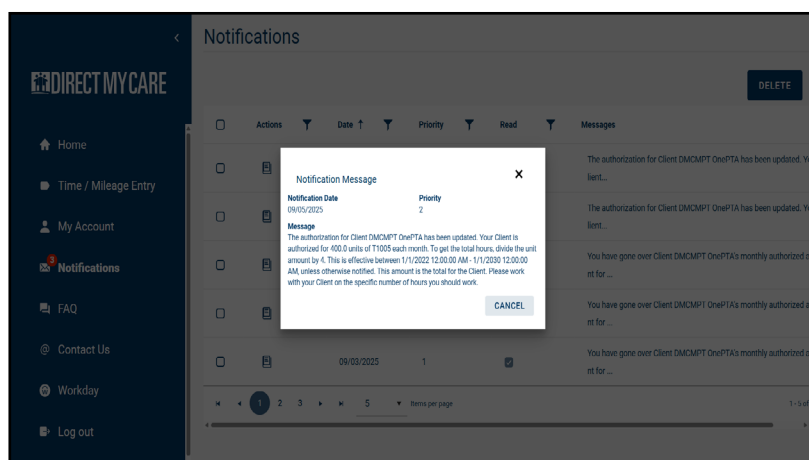 Notifications
DIRECT MY CARE
DELETE
Actions Date ↑ Priority Read Messages
Home
Time / Mileage Entry
My Account
3
Notifications
FAQ
@ Contact Us
Workday
Log out
The authorization for Client DMCMPT OnePTA has been updated.
lient...
The authorization for Client DMCMPT OnePTA has been updated.
lient...
You have gone over Client DMCMPT OnePTA's monthly authorized
nt for ...
You have gone over Client DMCMPT OnePTA's monthly authorized
nt for ...
09/03/2025 1 You have gone over Client DMCMPT OnePTA's monthly authorized
nt for ...
Notification Message X
Notification Date Priority
09/05/2025 2
Message
The authorization for Client DMCMPT OnePTA has been updated. Your Client is
authorized for 400.0 units of T1005 each month. To get the total hours, divide the unit
amount by 4. This is effective between 1/1/2022 12:00:00 AM - 1/1/2030 12:00:00
AM, unless otherwise notified. This amount is the total for the Client. Please work
with your Client on the specific number of hours you should work.
CANCEL
1 2 3 5 Items per page 1 - 5 of